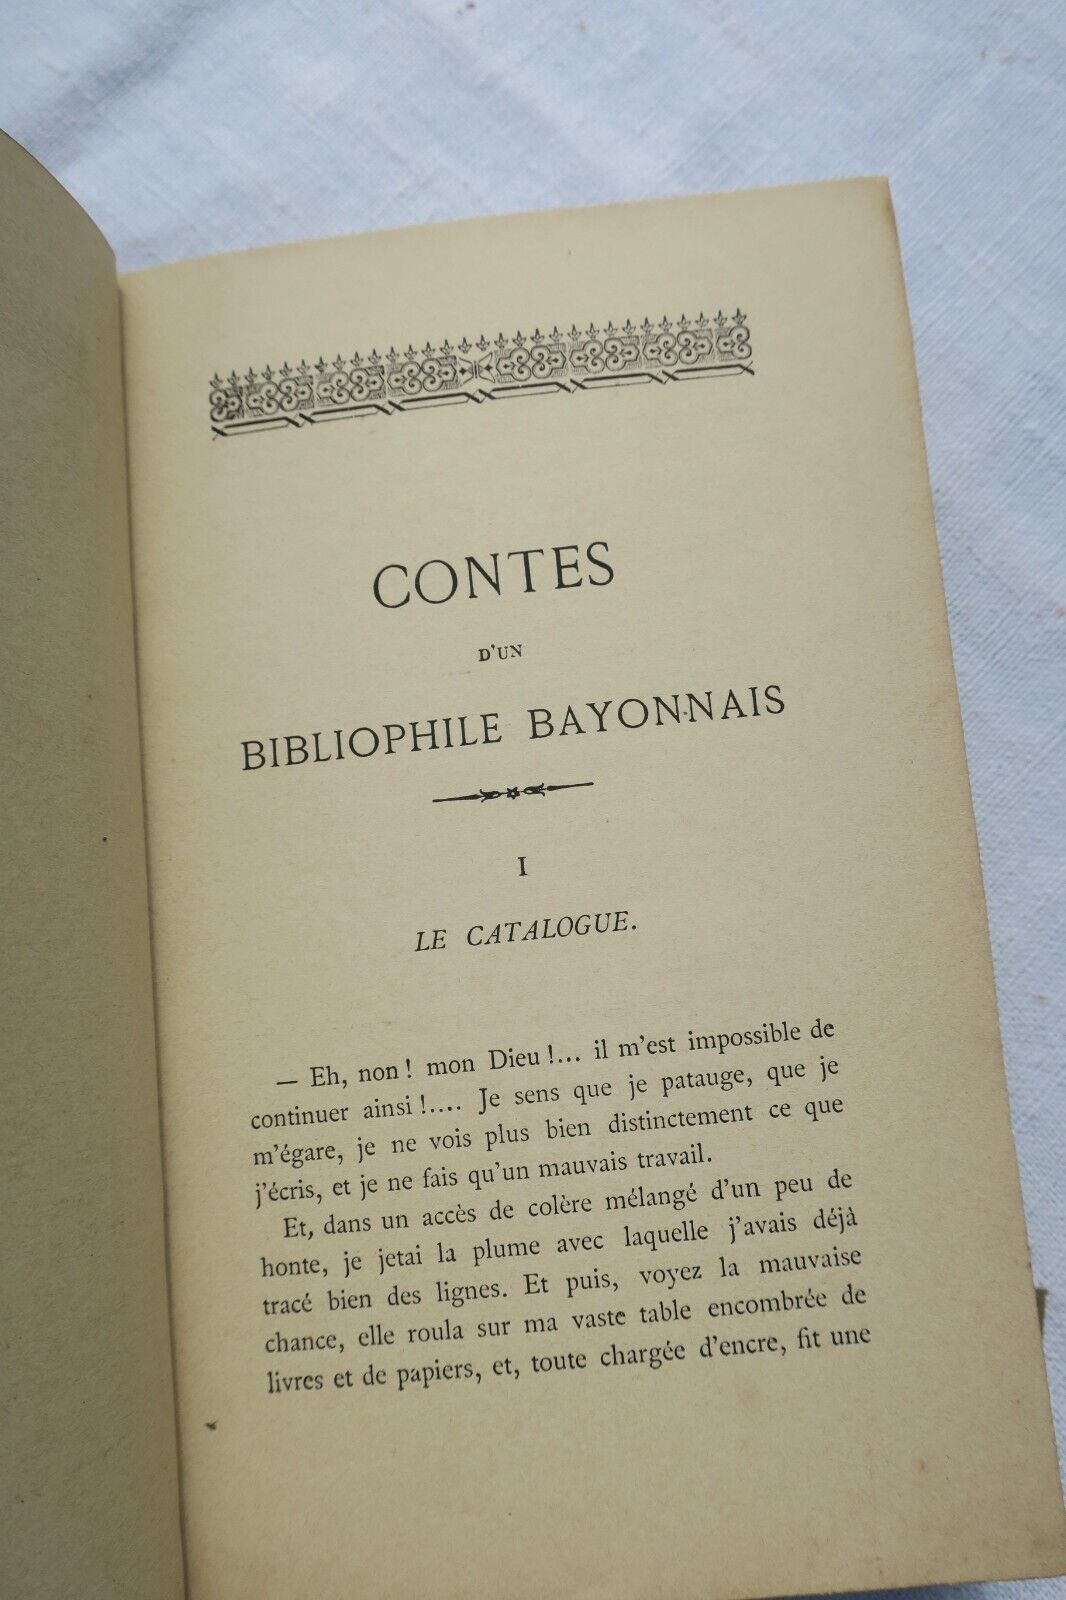 CONTES
D'UN
BIBLIOPHILE BAYONNAIS
I
LE CATALOGUE.
— Eh, non ! mon Dieu !... il m'est impossible de
continuer ainsi !.... Je sens que je patauge, que je
m'égare, je ne vois plus bien distinctement ce que
j'écris, et je ne fais qu'un mauvais travail.
Et, dans un accès de colère mélangé d'un peu de
honte, je jetai la plume avec laquelle j'avais déjà
tracé bien des lignes. Et puis, voyez la mauvaise
chance, elle roula sur ma vaste table encombrée de
livres et de papiers, et, toute chargée d'encre, fit une